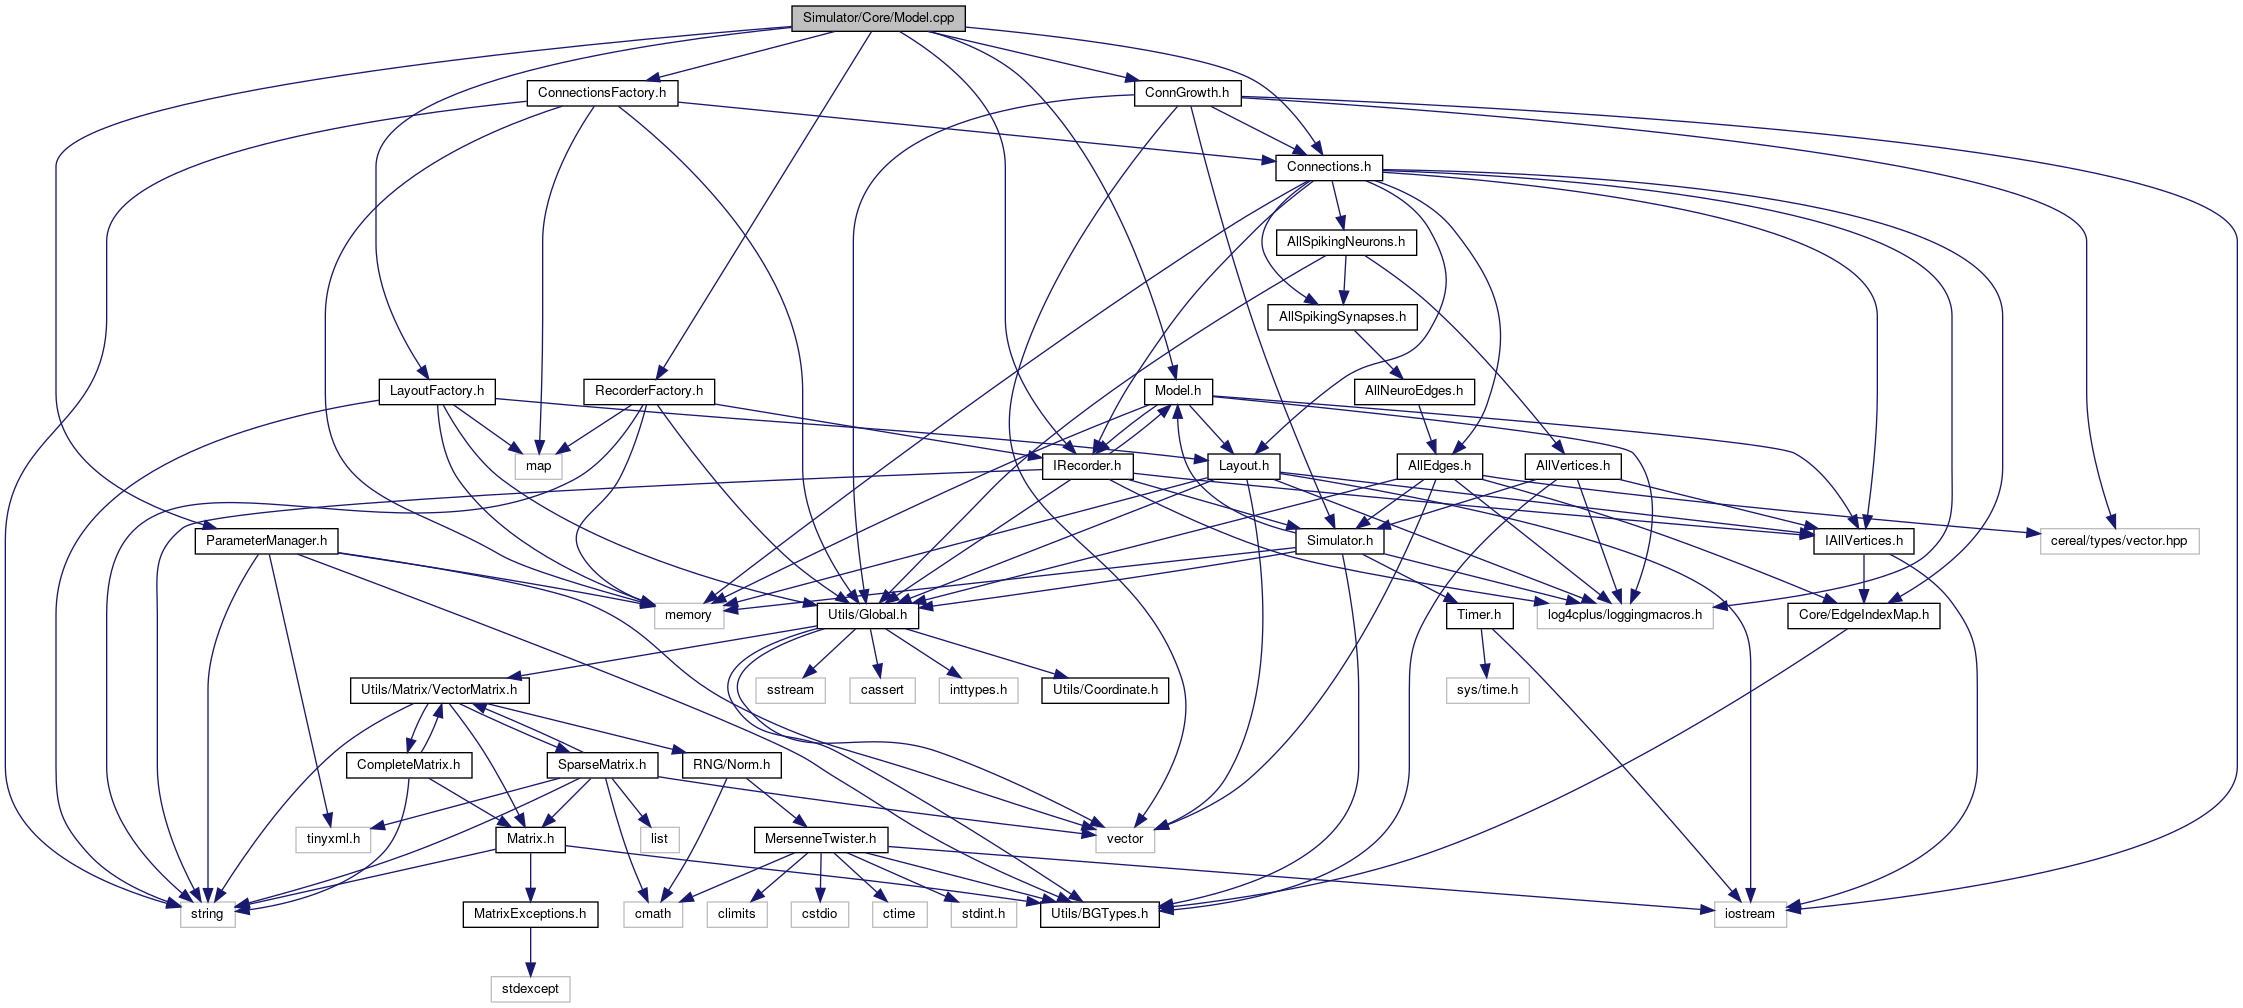 Simulator/Core/Model.cpp
ConnectionsFactory.h
ConnGrowth.h
Connections.h
AllSpikingNeurons.h
AllSpikingSynapses.h
LayoutFactory.h
RecorderFactory.h
Model.h
AllNeuroEdges.h
map
IRecorder.h
Layout.h
AllEdges.h
AllVertices.h
ParameterManager.h
Simulator.h
IAllVertices.h
cereal/types/vector.hpp
memory
Utils/Global.h
Timer.h
log4cplus/loggingmacros.h
Core/EdgeIndexMap.h
Utils/Matrix/VectorMatrix.h
sstream
cassert
inttypes.h
Utils/Coordinate.h
sys/time.h
CompleteMatrix.h
SparseMatrix.h
RNG/Norm.h
tinyxml.h
Matrix.h
list
MersenneTwister.h
vector
string
MatrixExceptions.h
cmath
climits
cstdio
ctime
stdint.h
Utils/BGTypes.h
iostream
stdexcept